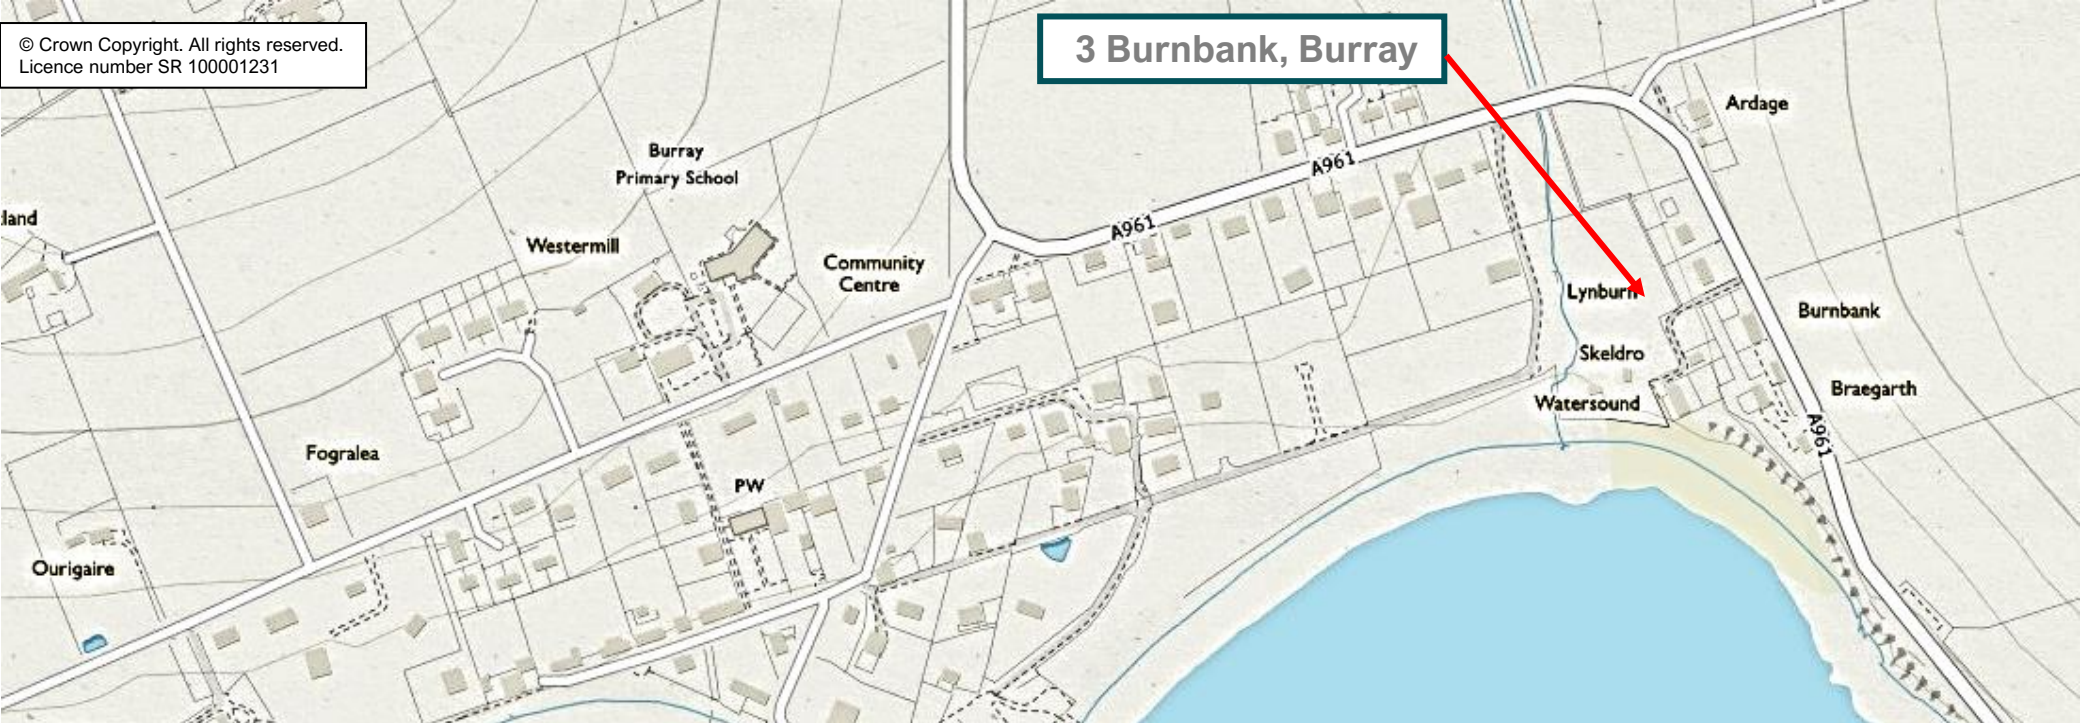 © Crown Copyright. All rights reserved.
Licence number SR 100001231
3 Burnbank, Burray
Ardage
Burray
Primary School
A961
A961
land
Westermill
Community
Centre
Lynburn
Burnbank
Skeldro
Braegarth
Watersound
A961
Fogralea
PW
Ourigaire